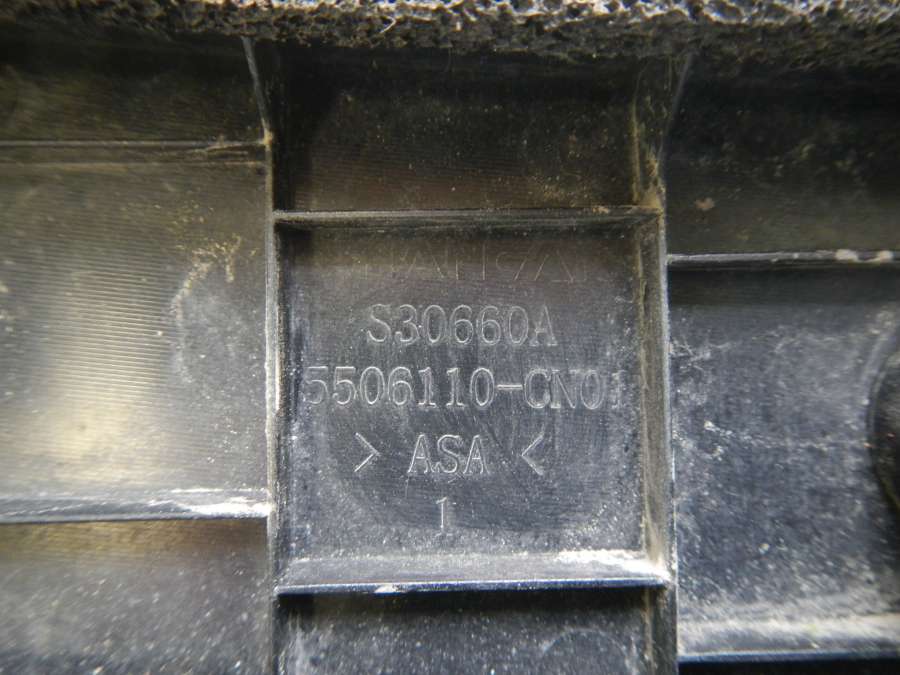 S30660A
5506110-CN01
> ASA <
1